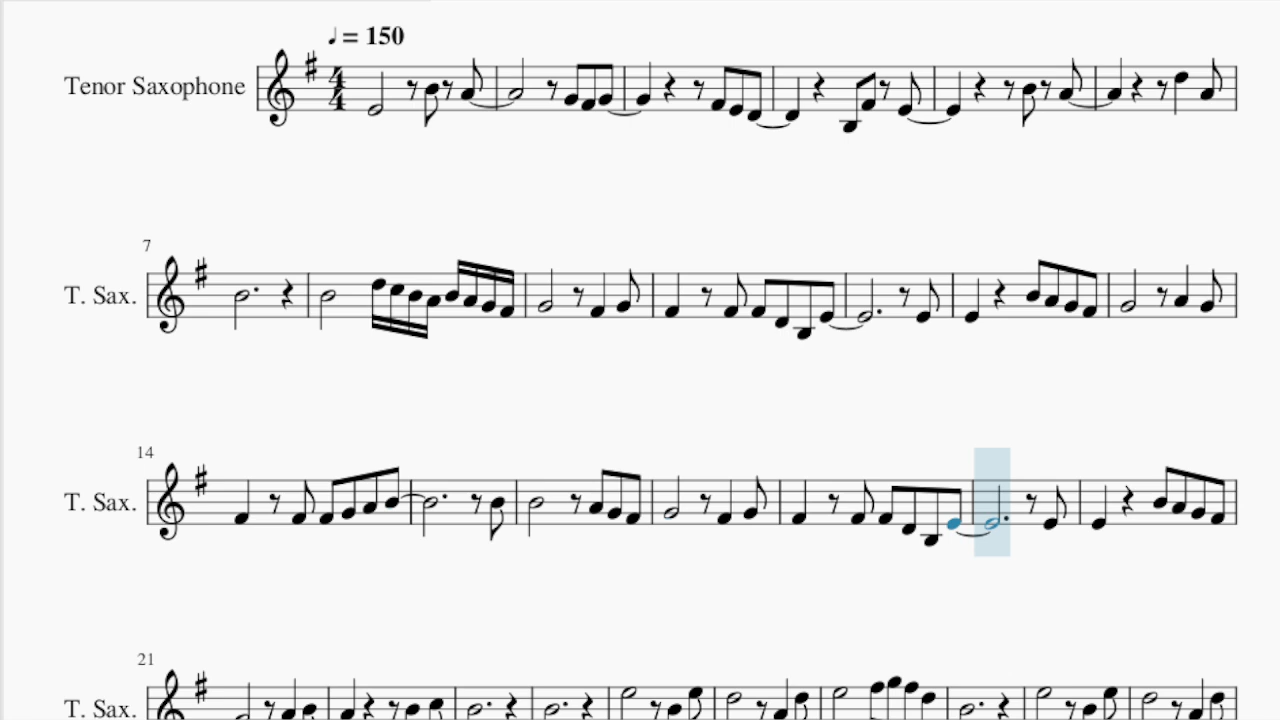 ♩ = 150
Tenor Saxophone
4
4
7
T. Sax.
14
T. Sax.
21
T. Sax.